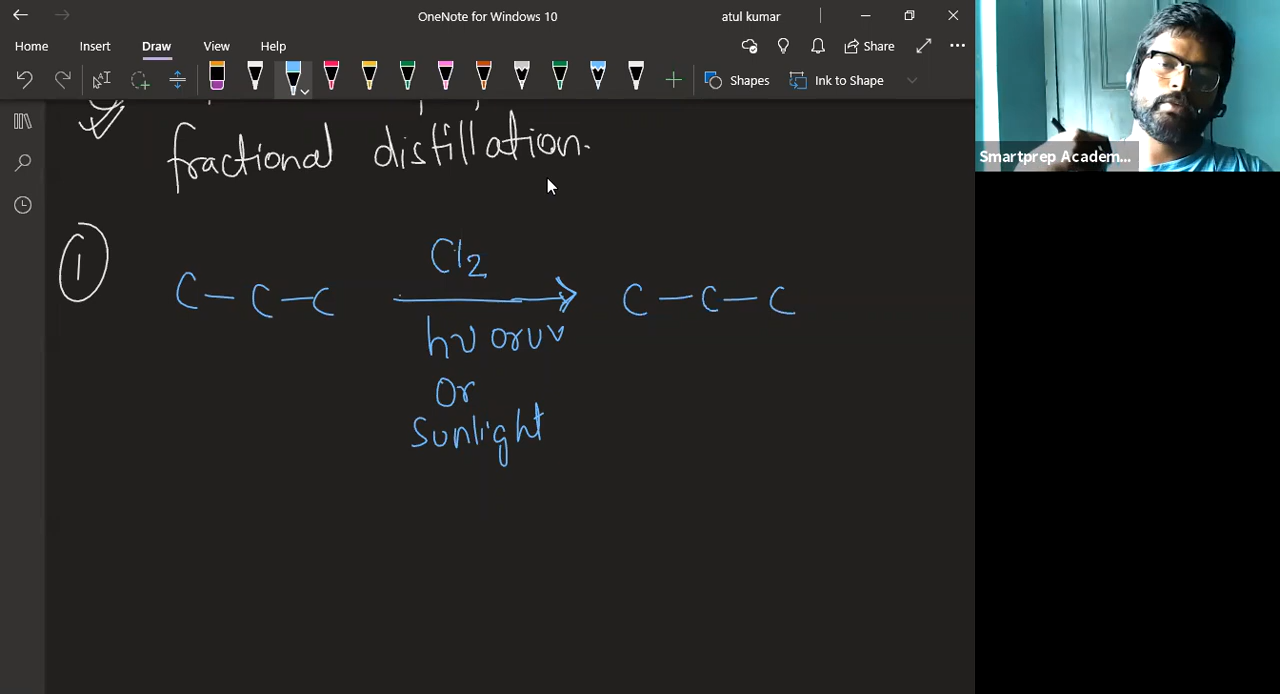 OneNote for Windows 10
atul kumar
Home Insert Draw View Help
Share
Shapes
Ink to Shape
Smartprep Academ...
fractional distillation.
1
C - C - C
Cl2
hν or uv
Or
Sunlight
C - C - C